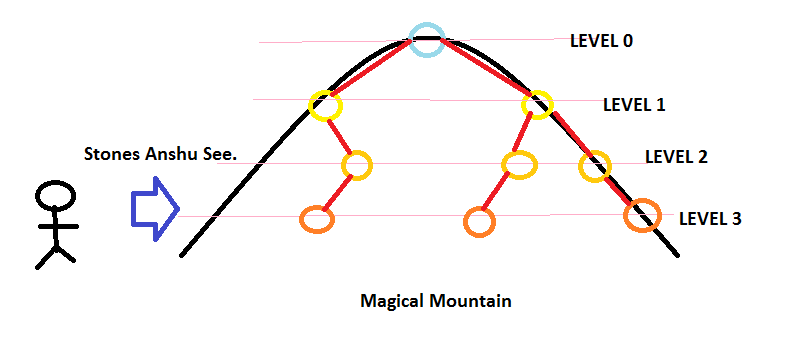 LEVEL 0
LEVEL 1
Stones Anshu See.
LEVEL 2
LEVEL 3
Magical Mountain